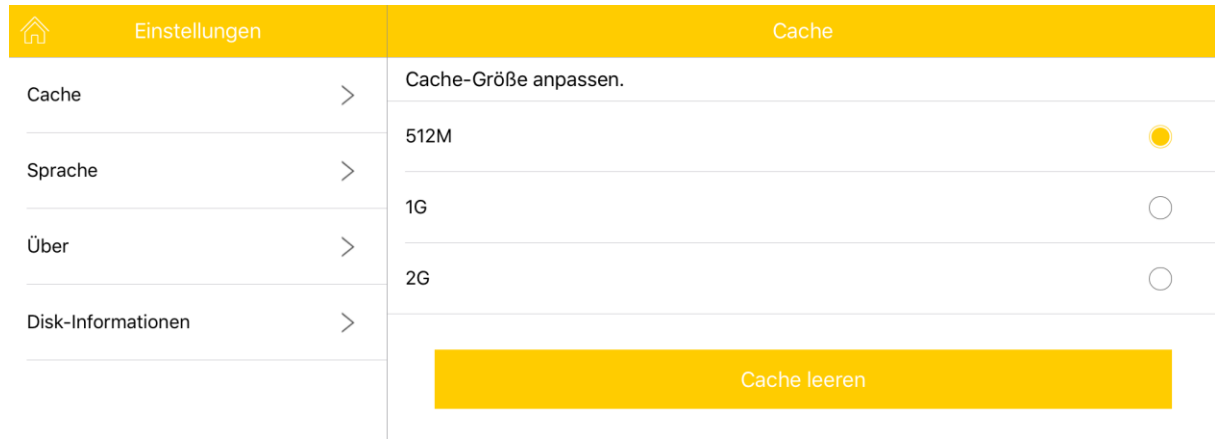 Einstellungen
Cache
Sprache
Über
Disk-Informationen
Cache
Cache-Größe anpassen.
512M
1G
2G
Cache leeren